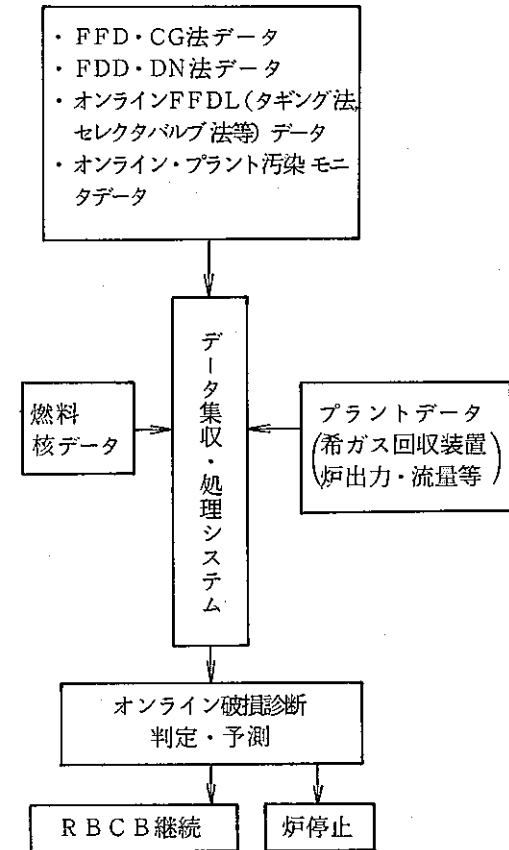 ・ FFD・CG法データ
・ FDD・DN法データ
・ オンラインFFDL(タギング法,
セレクタバルブ法等) データ
・ オンライン・プラント汚染モニ
タデータ
データ集収・処理システム
燃料
核データ
プラントデータ
(希ガス回収装置
炉出力・流量等)
オンライン破損診断
判定・予測
RBCB継続
炉停止